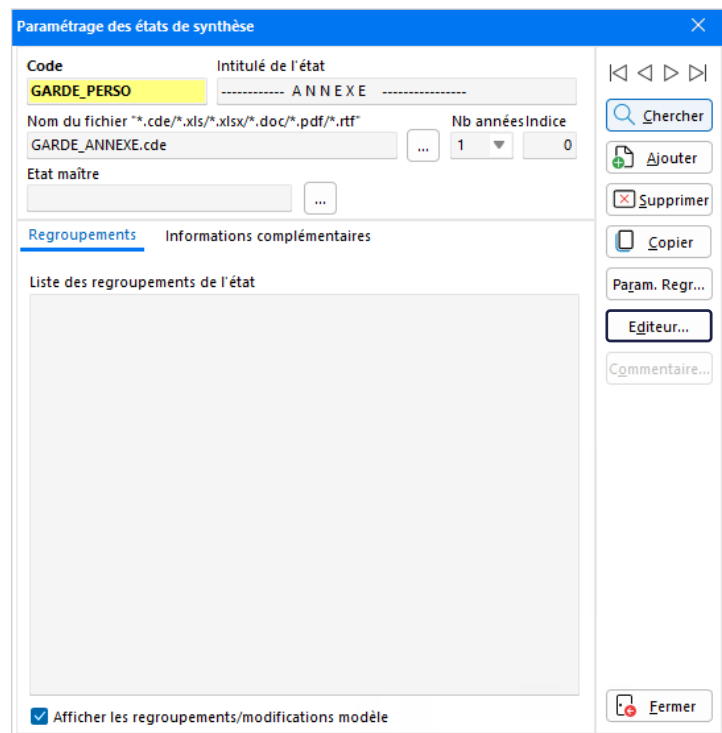 Paramétrage des états de synthèse
Code
Intitulé de l'état
GARDE_PERSO
------------ A N N E X E ----------------
Chercher
Nom du fichier "*.cde/*.xls/*.xlsx/*.doc/*.pdf/*.rtf"
Nb années
Indice
GARDE_ANNEXE.cde
...
1
0
Ajouter
Etat maître
...
Supprimer
Regroupements
Informations complémentaires
Copier
Liste des regroupements de l'état
Param. Regr...
Editeur...
Commentaire...
Afficher les regroupements/modifications modèle
Fermer